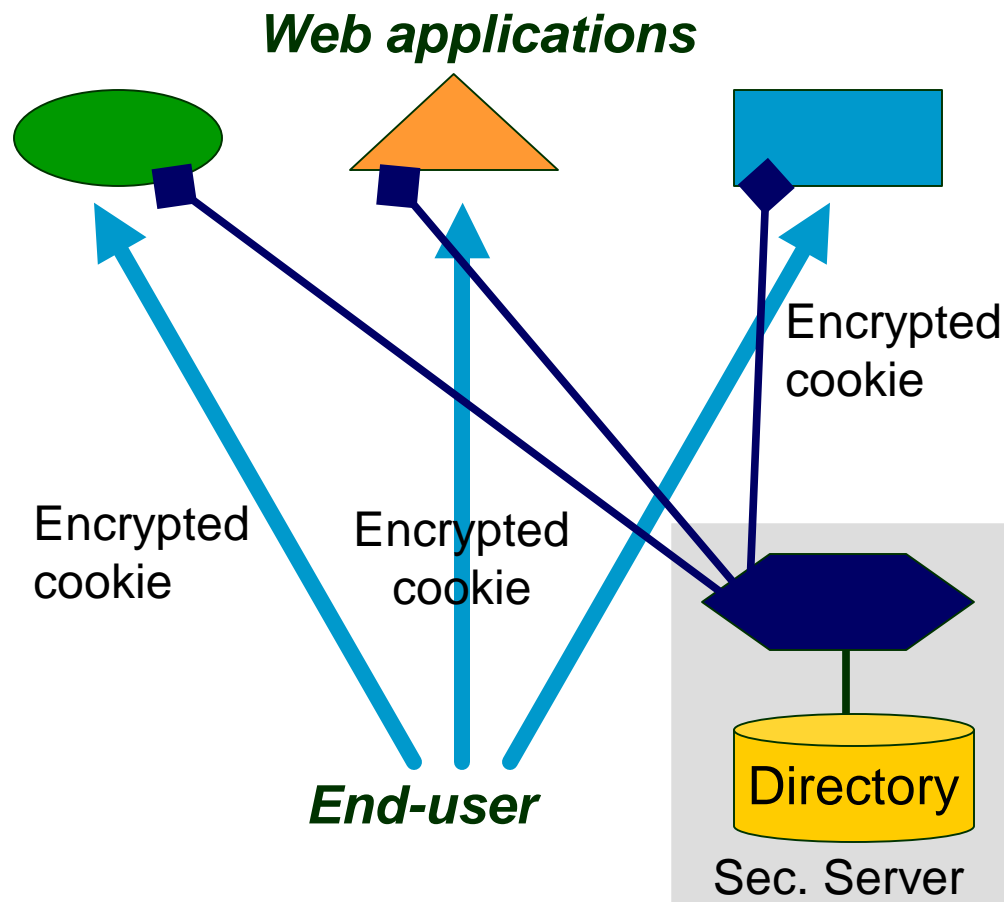 Web applications
Encrypted
cookie
Encrypted
cookie
Encrypted
cookie
End-user
Directory
Sec. Server